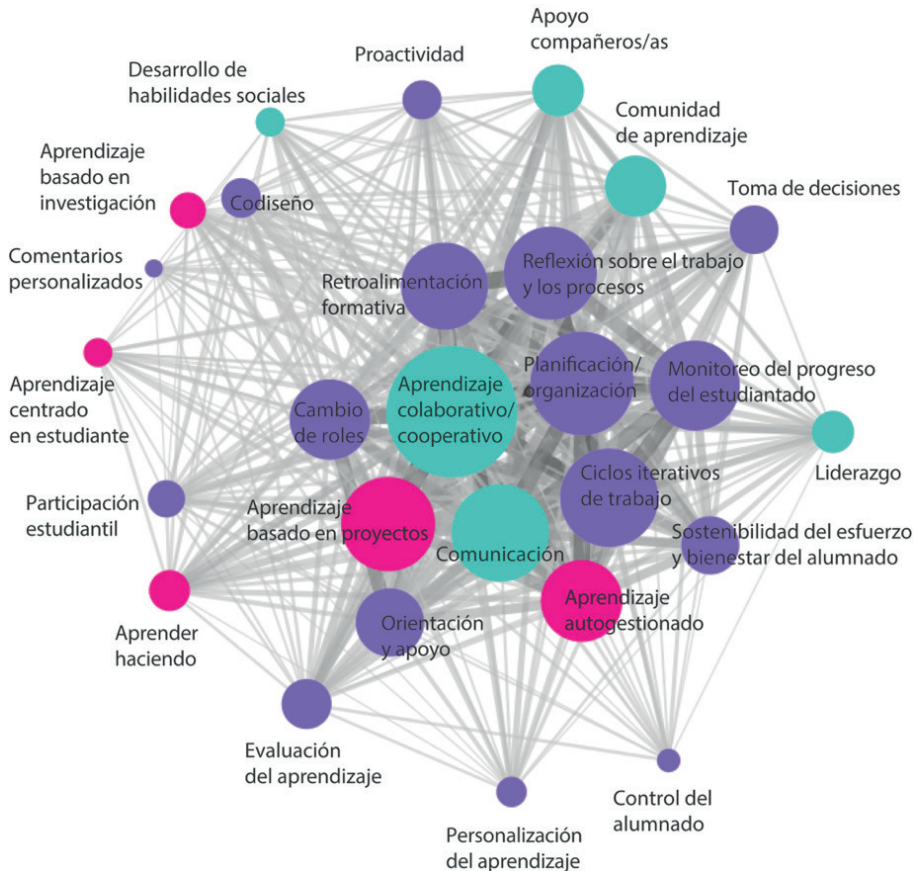 Apoyo
compañeros/as
Proactividad
Desarrollo de
habilidades sociales
Comunidad
de aprendizaje
Aprendizaje
basado en
investigación
Codiseño
Toma de decisiones
Comentarios
personalizados
Retroalimentación
formativa
Reflexión sobre el trabajo
y los procesos
Aprendizaje
centrado
en estudiante
Cambio
de roles
Aprendizaje
colaborativo/
cooperativo
Planificación/
organización
Monitoreo del progreso
del estudiantado
Liderazgo
Participación
estudiantil
Aprendizaje
basado en proyectos
Comunicación
Ciclos iterativos
de trabajo
Sostenibilidad del esfuerzo
y bienestar del alumnado
Aprender
haciendo
Orientación
y apoyo
Aprendizaje
autogestionado
Evaluación
del aprendizaje
Personalización
del aprendizaje
Control del
alumnado